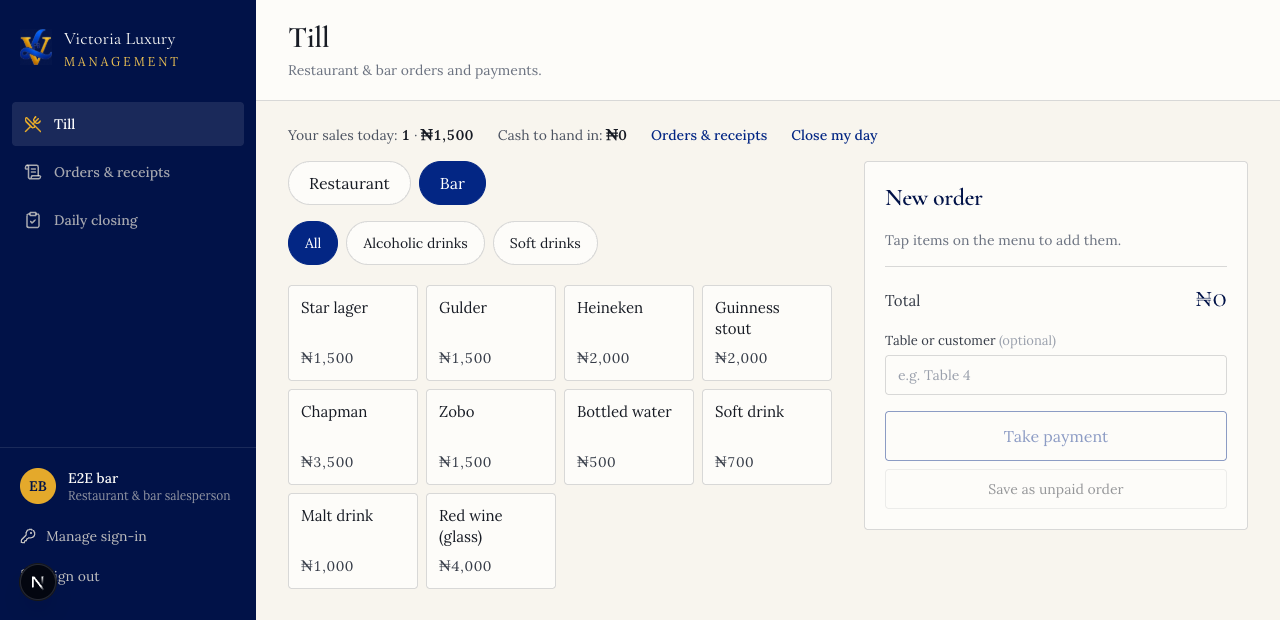 Victoria Luxury
MANAGEMENT
Till
Orders & receipts
Daily closing
EB
E2E bar
Restaurant & bar salesperson
Manage sign-in
N
ign out
Till
Restaurant & bar orders and payments.
Your sales today: 1 · ₦1,500 Cash to hand in: ₦0 Orders & receipts Close my day
Restaurant Bar
All Alcoholic drinks Soft drinks
Star lager Gulder Heineken Guinness
stout
₦1,500 ₦1,500 ₦2,000 ₦2,000
Chapman Zobo Bottled water Soft drink
₦3,500 ₦1,500 ₦500 ₦700
Malt drink Red wine
(glass)
₦1,000 ₦4,000
New order
Tap items on the menu to add them.
Total ₦0
Table or customer (optional)
e.g. Table 4
Take payment
Save as unpaid order